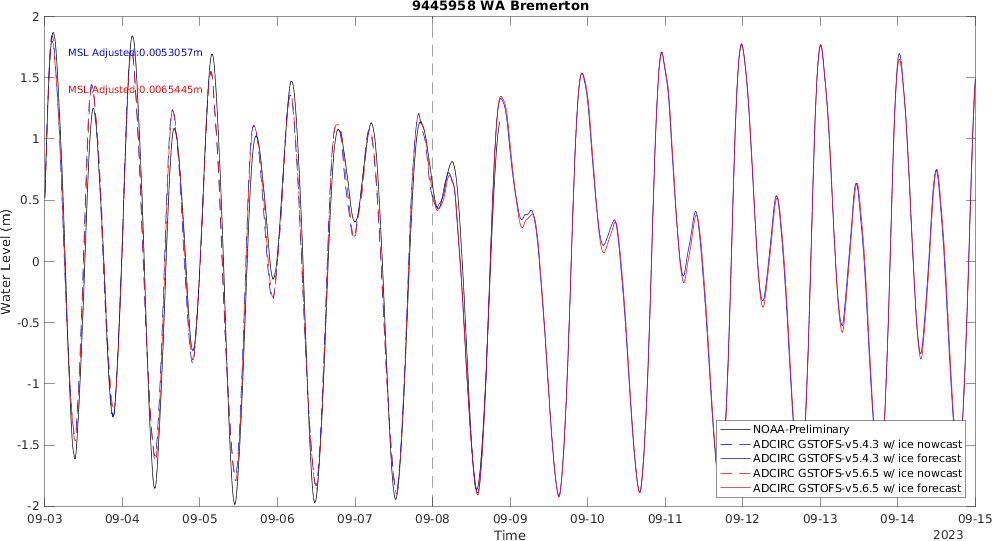 9445958 WA Bremerton
MSL Adjusted:0.0053057m
MSL Adjusted:0.0065445m
Water Level (m)
2
1.5
1
0.5
0
-0.5
-1
-1.5
-2
NOAA-Preliminary
ADCIRC GSTOFS-v5.4.3 w/ ice nowcast
ADCIRC GSTOFS-v5.4.3 w/ ice forecast
ADCIRC GSTOFS-v5.6.5 w/ ice nowcast
ADCIRC GSTOFS-v5.6.5 w/ ice forecast
09-03 09-04 09-05 09-06 09-07 09-08 09-09 09-10 09-11 09-12 09-13 09-14 09-15
Time
2023